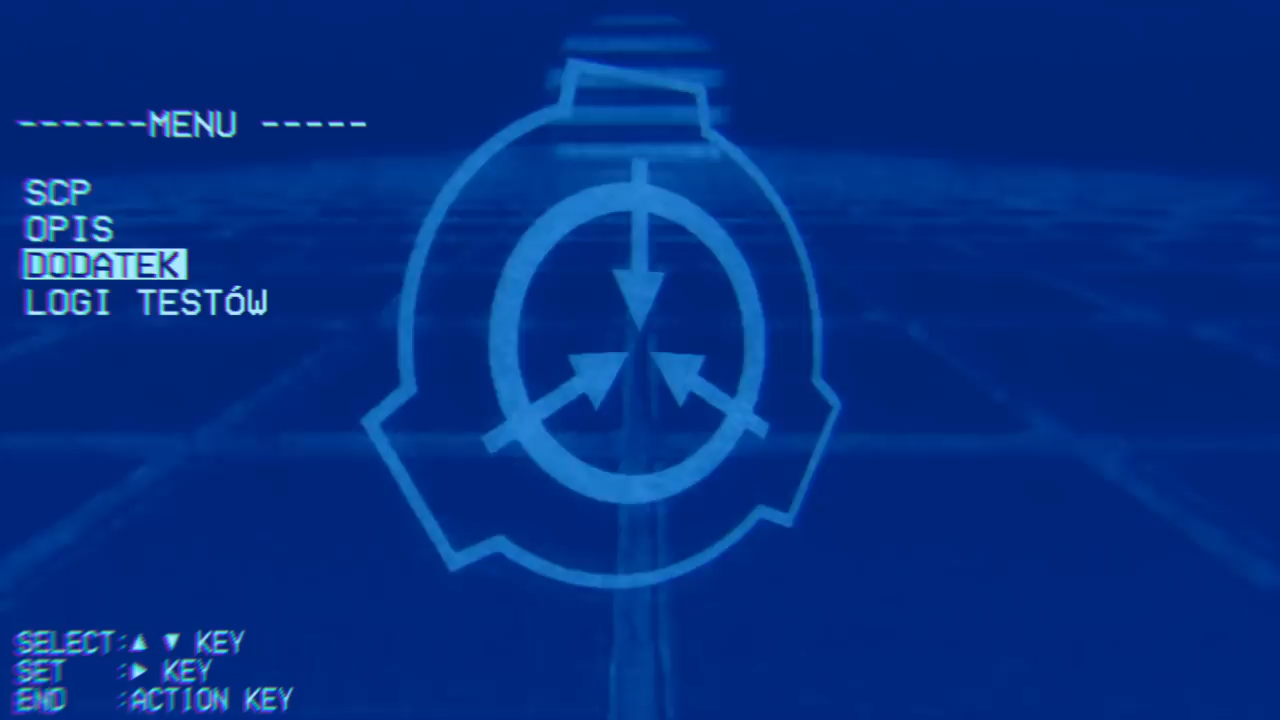 ------MENU -----
SCP
OPIS
DODATEK
LOGI TESTóW
SELECT:▲ ▼ KEY
SET :► KEY
END :ACTION KEY